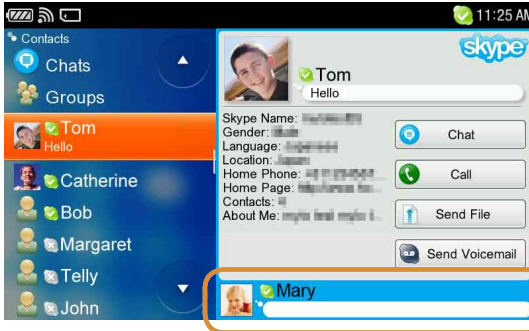 11:25 AM
Contacts
Chats
Groups
Tom
Hello
Catherine
Bob
Margaret
Telly
John
skype
Tom
Hello
Skype Name:
Gender:
Language:
Location:
Home Phone:
Home Page:
Contacts:
About Me:
Chat
Call
Send File
Send Voicemail
Mary